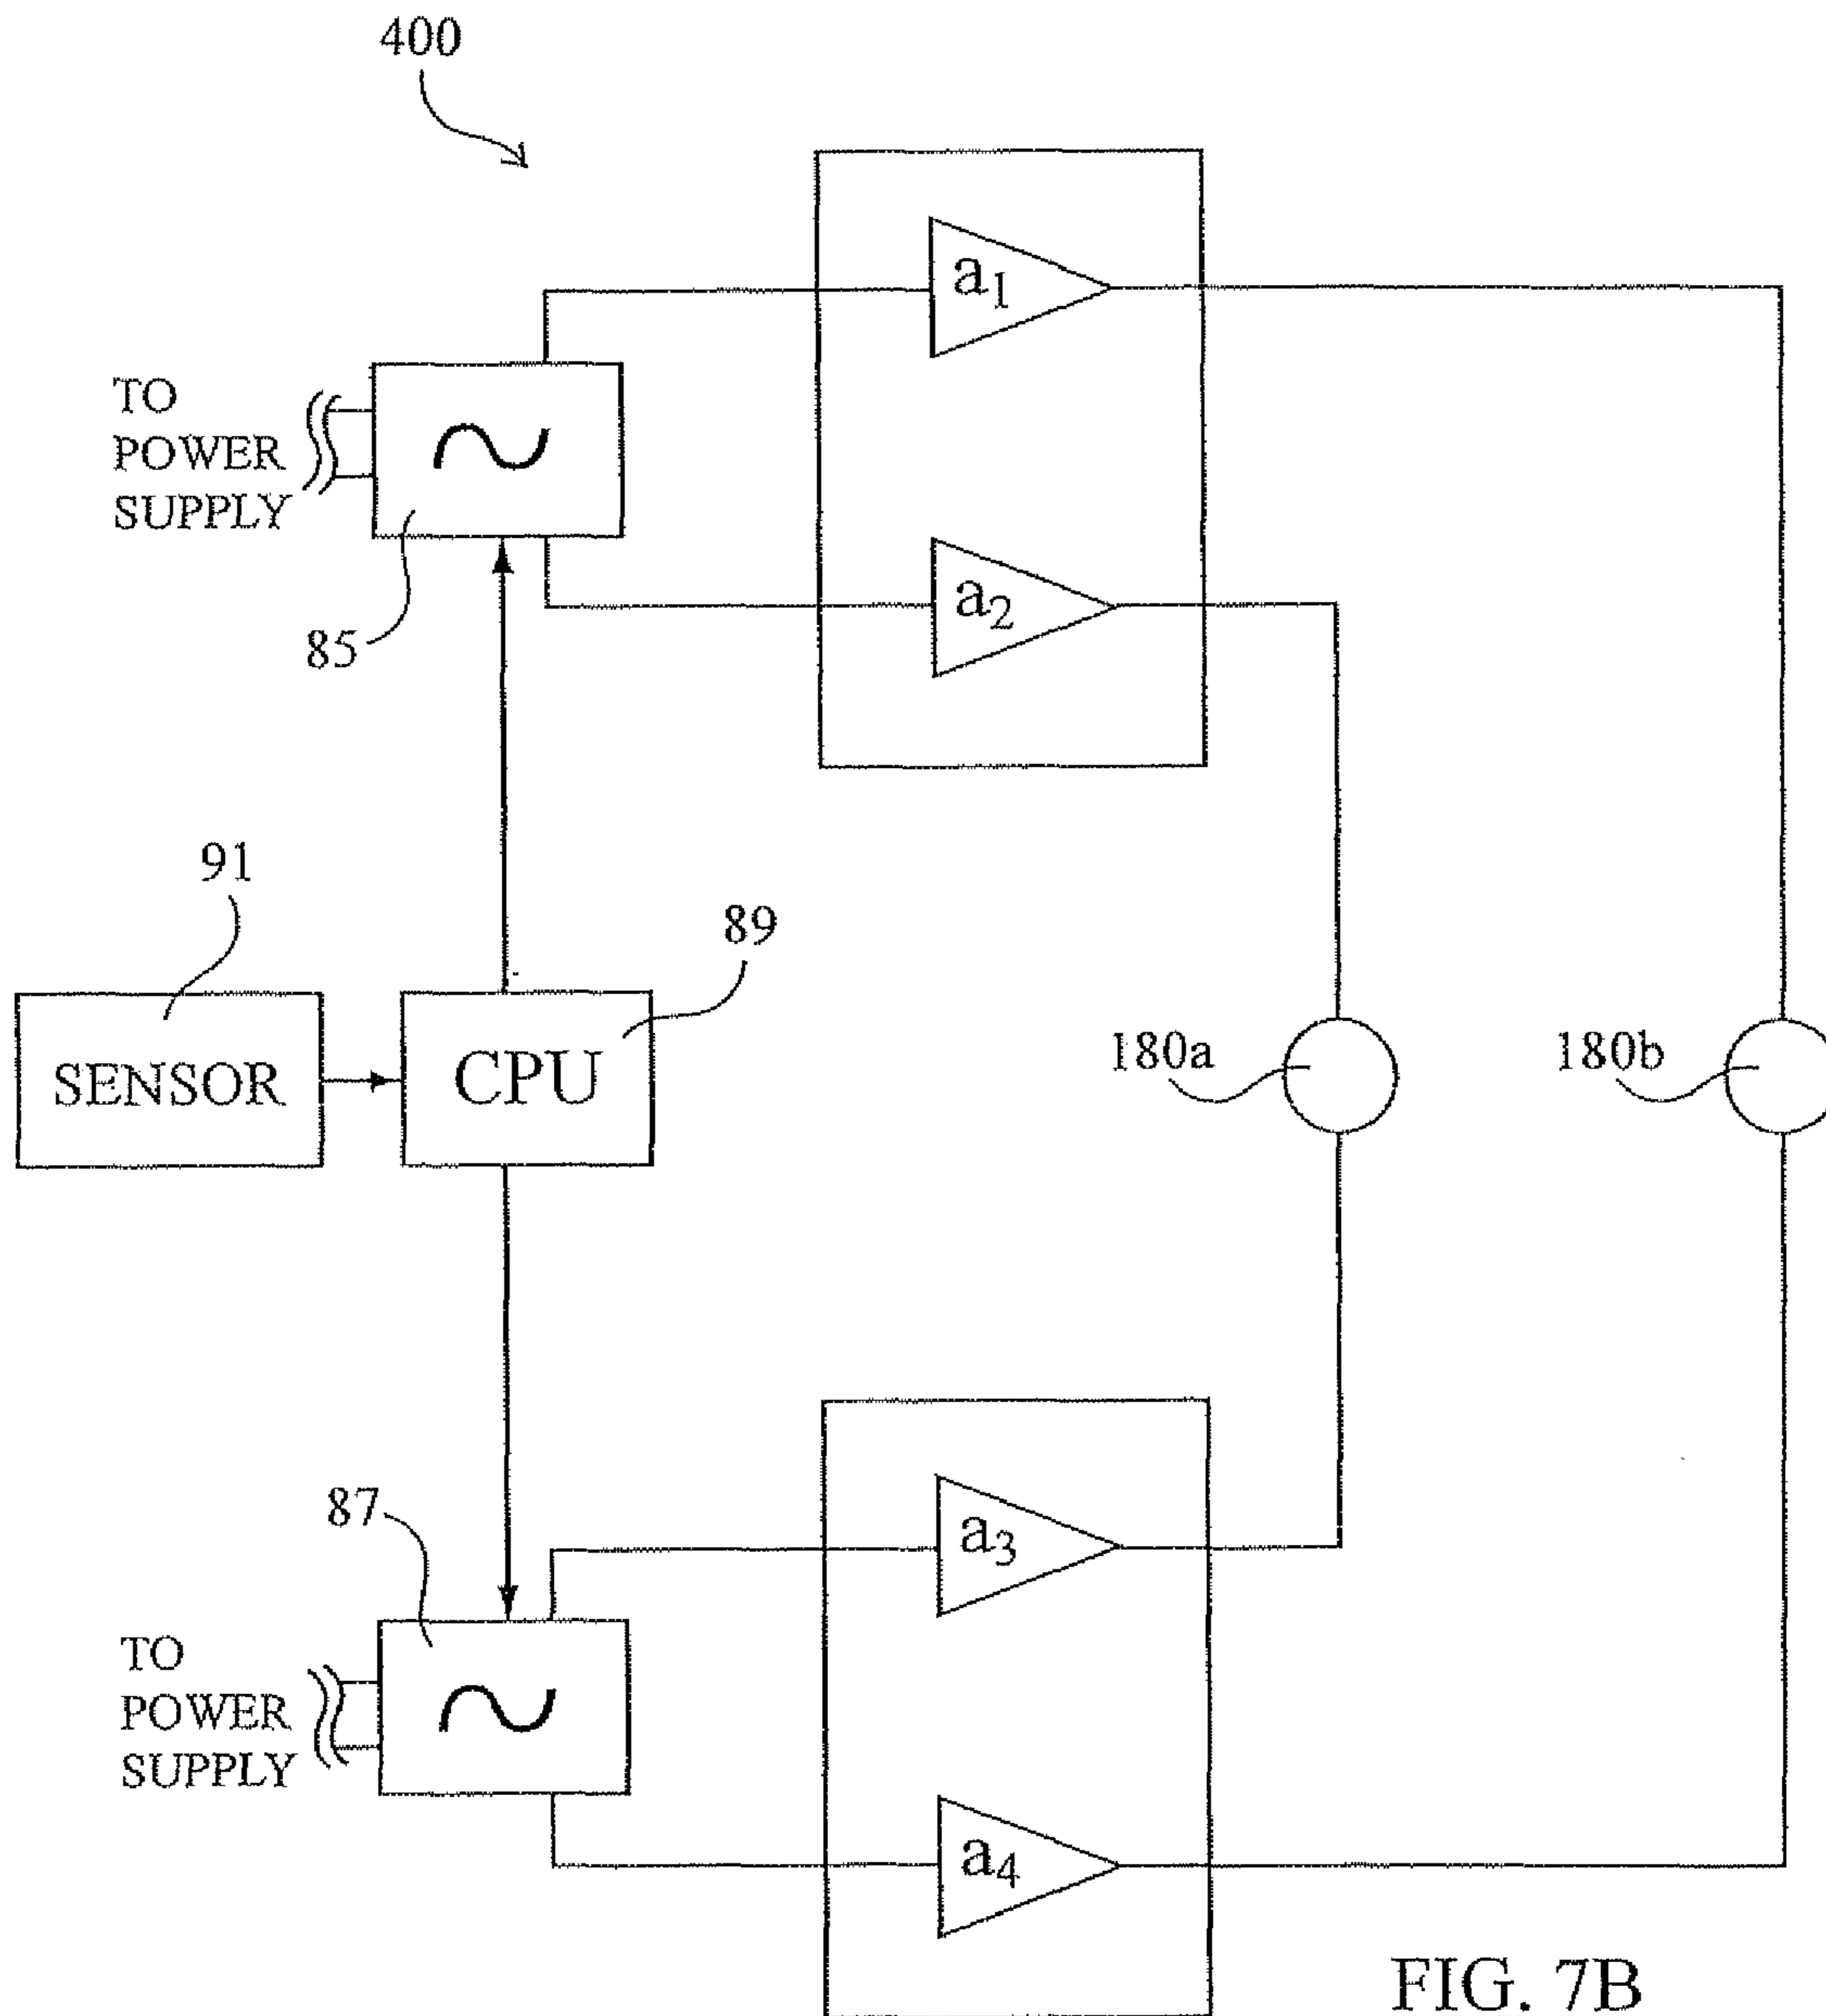 400
a1
TO
POWER
SUPPLY
a2
85
91
89
SENSOR
CPU
180a
180b
87
a3
TO
POWER
SUPPLY
a4
FIG. 7B